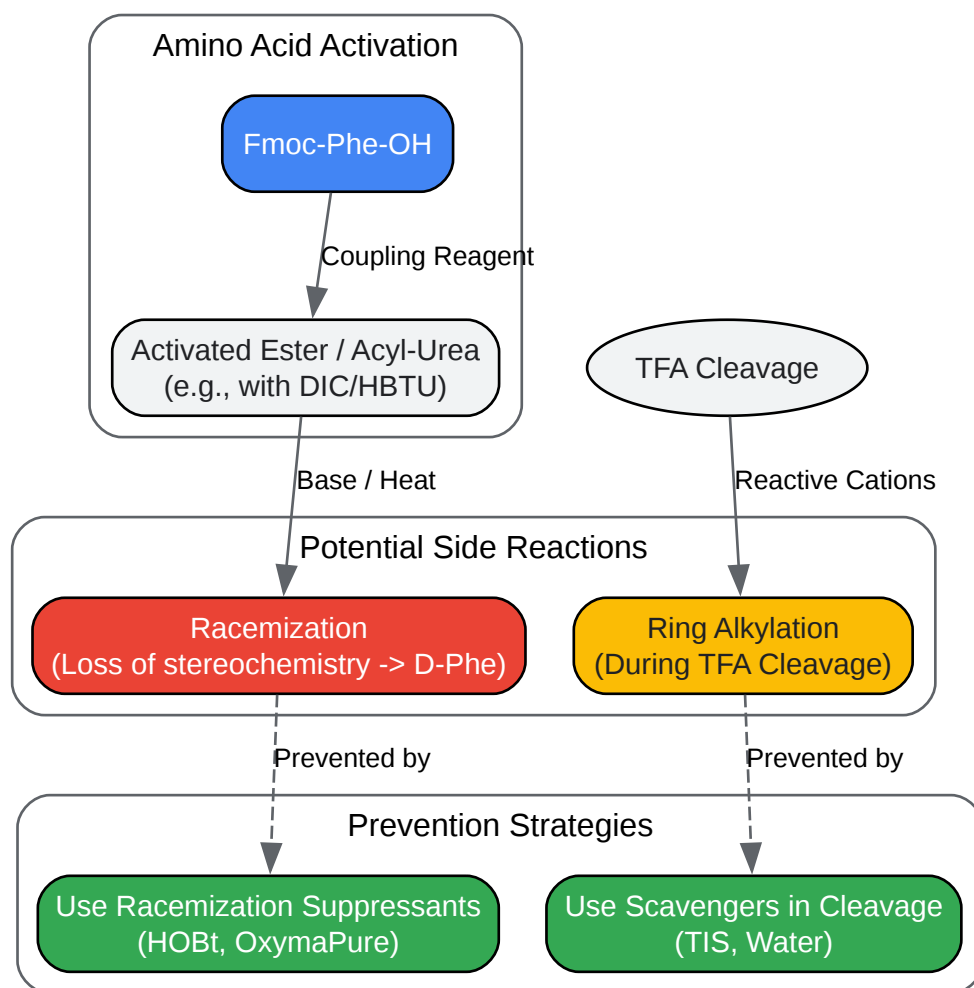 Amino Acid Activation
Fmoc-Phe-OH
Coupling Reagent
Activated Ester / Acyl-Urea
(e.g., with DIC/HBTU)
TFA Cleavage
Base / Heat
Reactive Cations
Potential Side Reactions
Racemization
(Loss of stereochemistry -> D-Phe)
Ring Alkylation
(During TFA Cleavage)
Prevented by
Prevented by
Prevention Strategies
Use Racemization Suppressants
(HOBt, OxymaPure)
Use Scavengers in Cleavage
(TIS, Water)